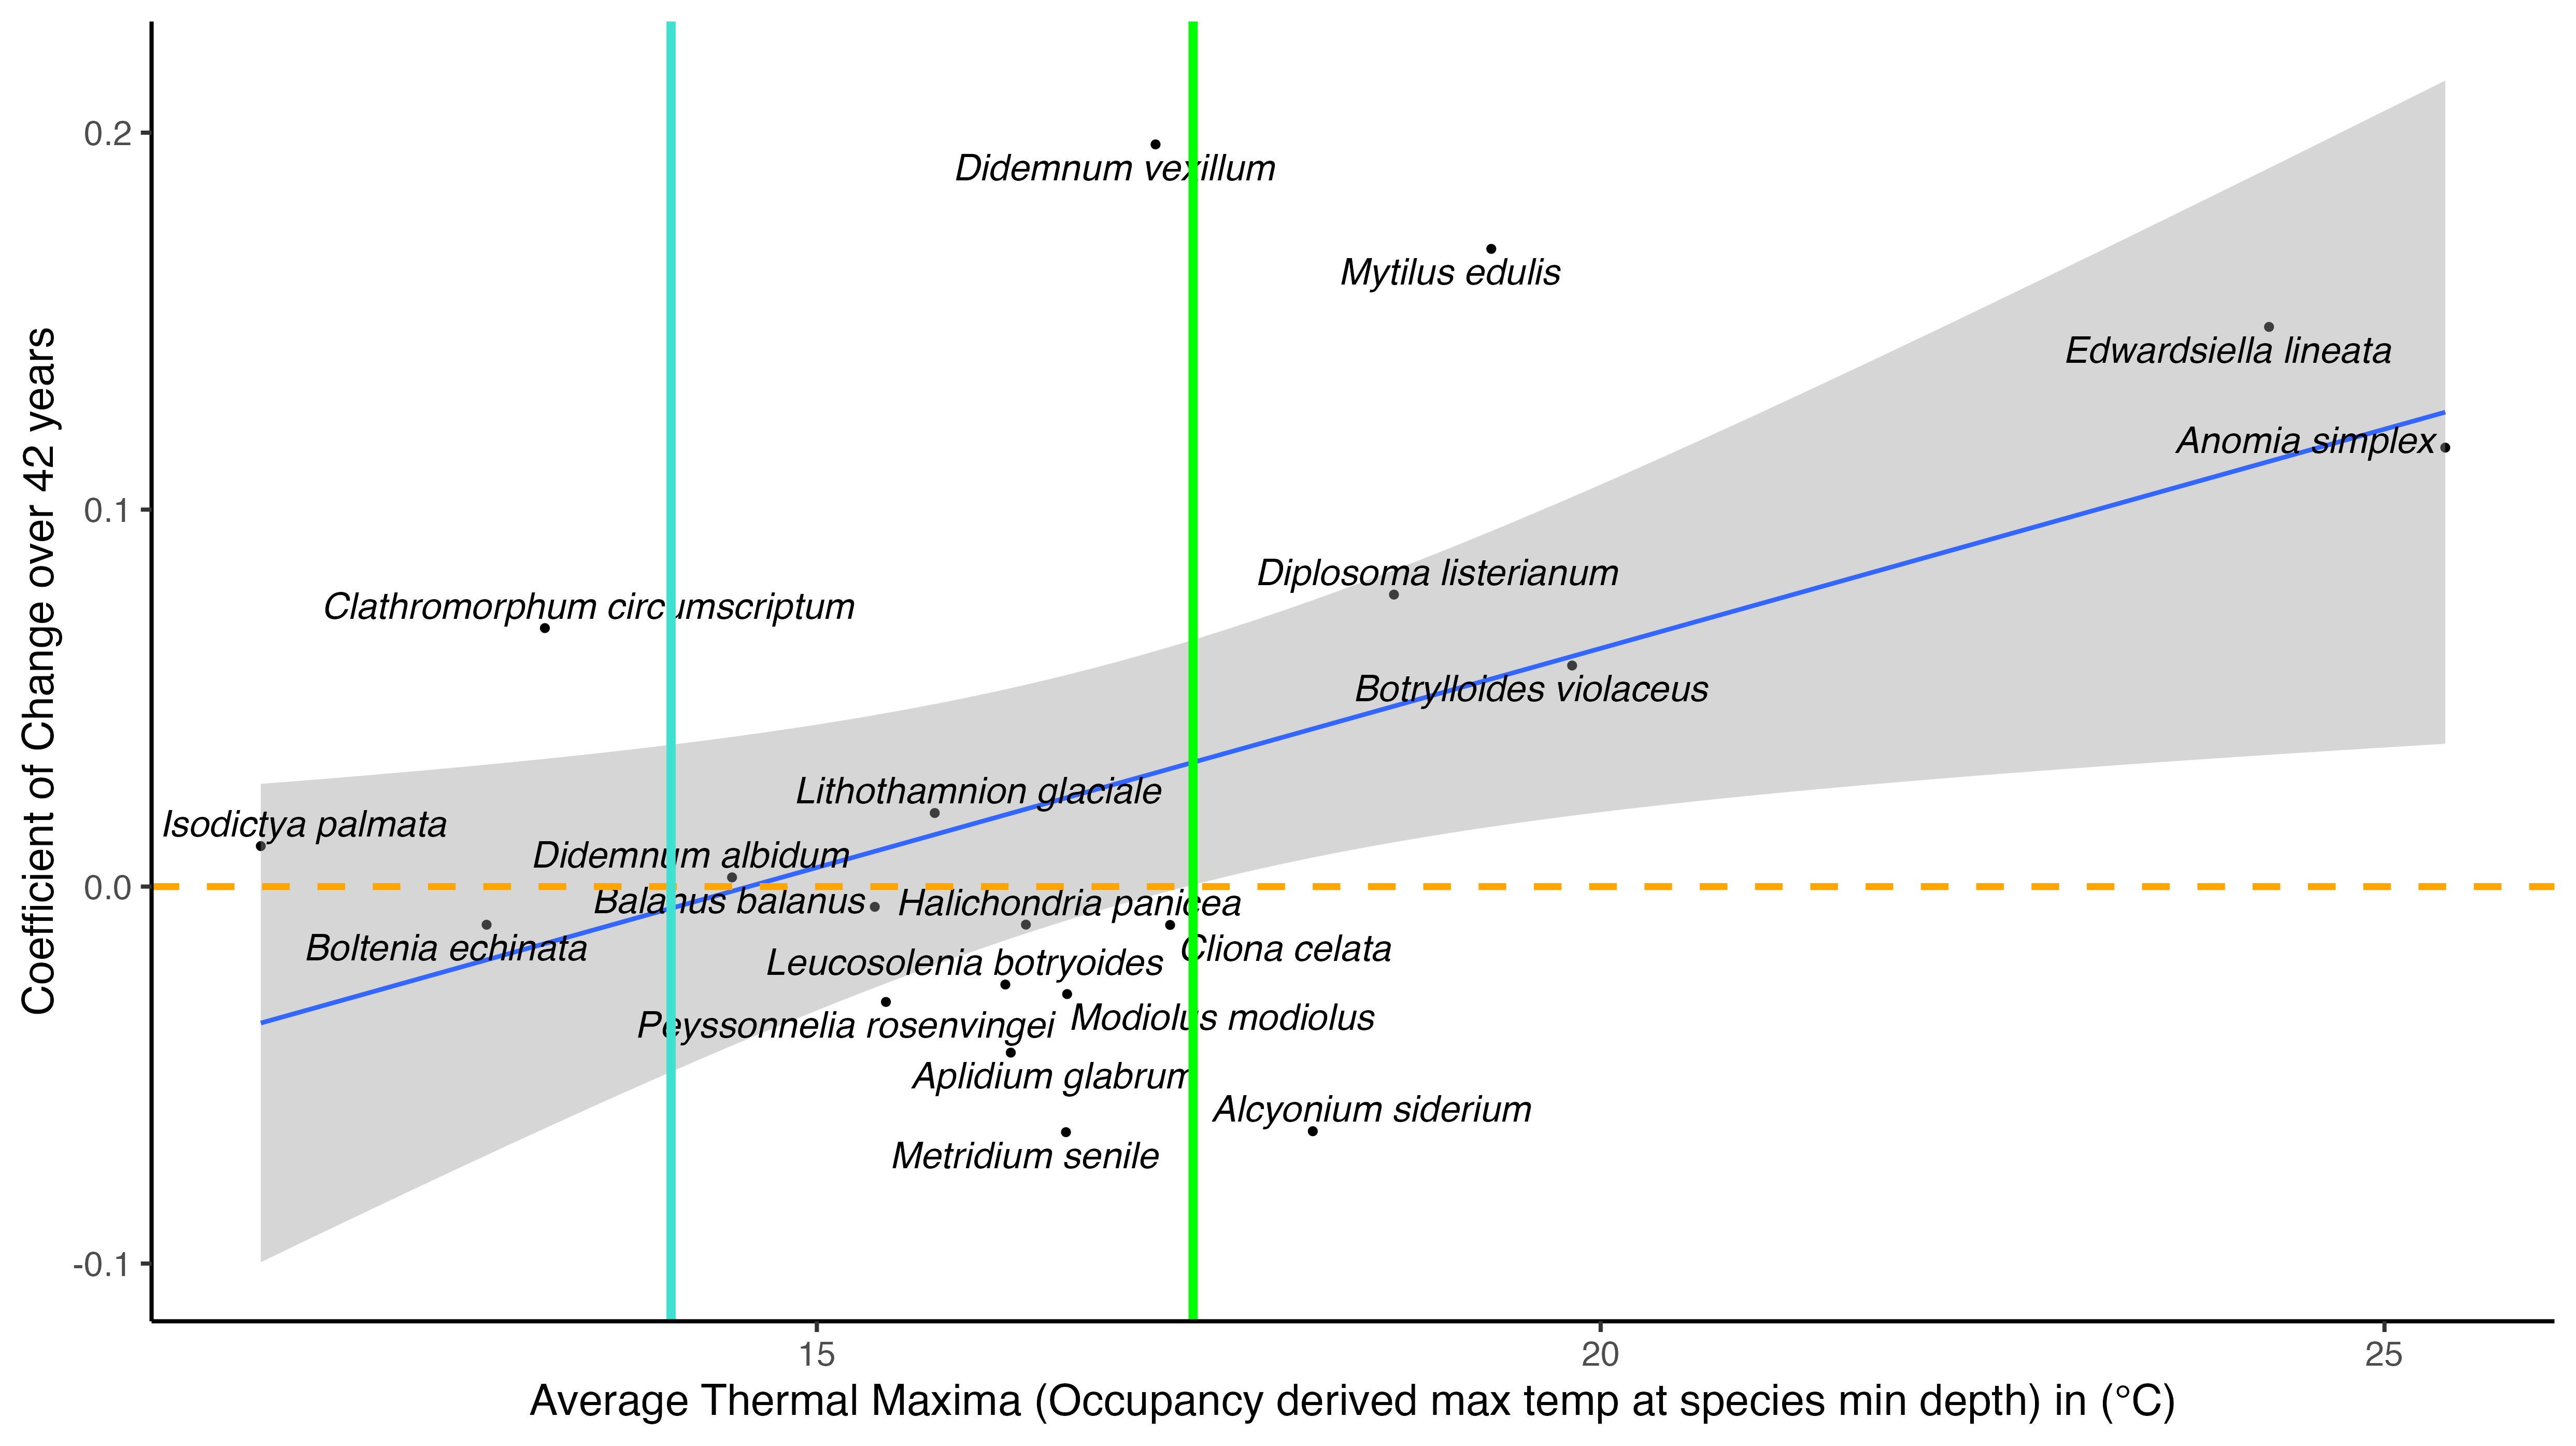 Coefficient of Change over 42 years
0.2
0.1
0.0
-0.1
Didemnum vexillum
Mytilus edulis
Edwardsiella lineata
Anomia simplex
Diplosoma listerianum
Clathromorphum circumscriptum
Botrylloides violaceus
Lithothamnion glaciale
Isodictya palmata
Didemnum albidum
Balanus balanus
Halichondria panicea
Boltenia echinata
Cliona celata
Leucosolenia botryoides
Peyssonnelia rosenvingei
Modiolus modiolus
Aplidium glabrum
Alcyonium siderium
Metridium senile
15
20
25
Average Thermal Maxima (Occupancy derived max temp at species min depth) in (°C)